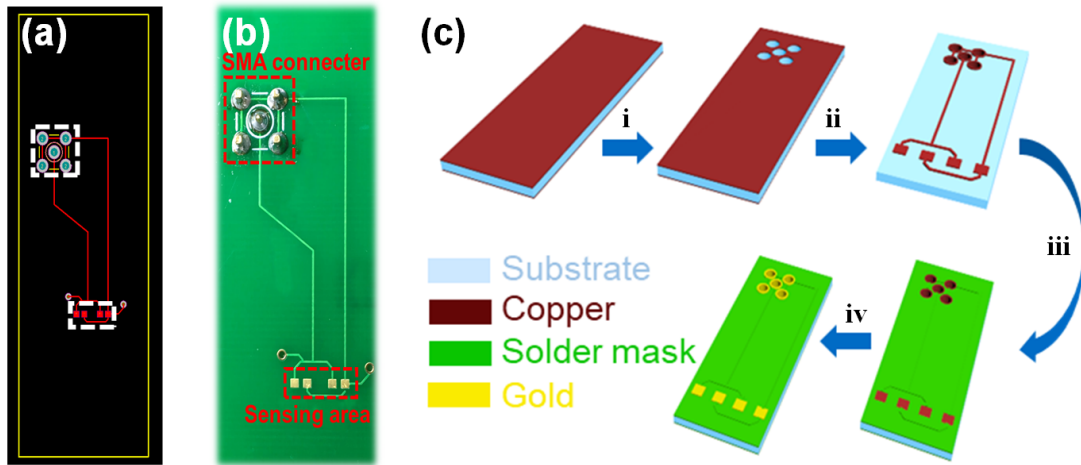 (a)
(b)
SMA connecter
Sensing area
(c)
i
ii
iii
iv
Substrate
Copper
Solder mask
Gold